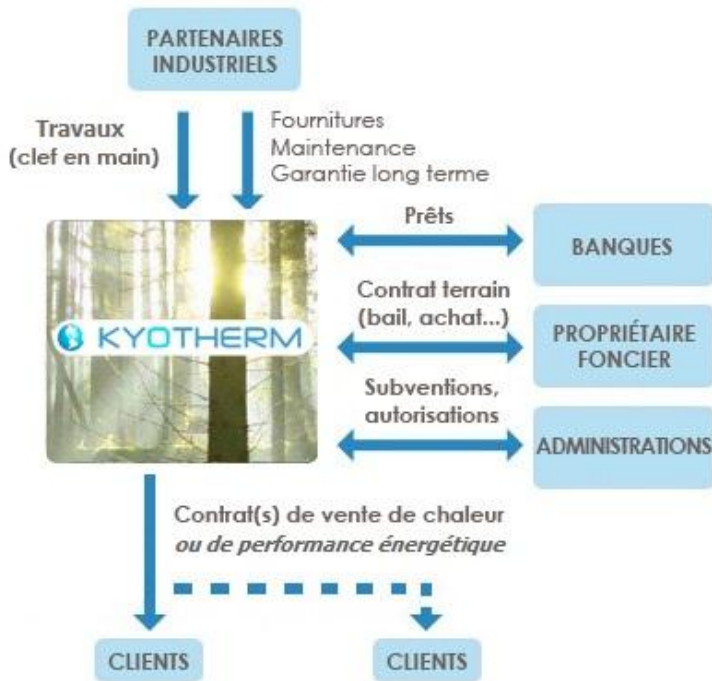 PARTENAIRES
INDUSTRIELS
Travaux
(clef en main)
Fournitures
Maintenance
Garantie long terme
KYOTHERM
Prêts
BANQUES
Contrat terrain
(bail, achat...)
PROPRIÉTAIRE
FONCIER
Subventions,
autorisations
ADMINISTRATIONS
Contrat(s) de vente de chaleur
ou de performance énergétique
CLIENTS
CLIENTS